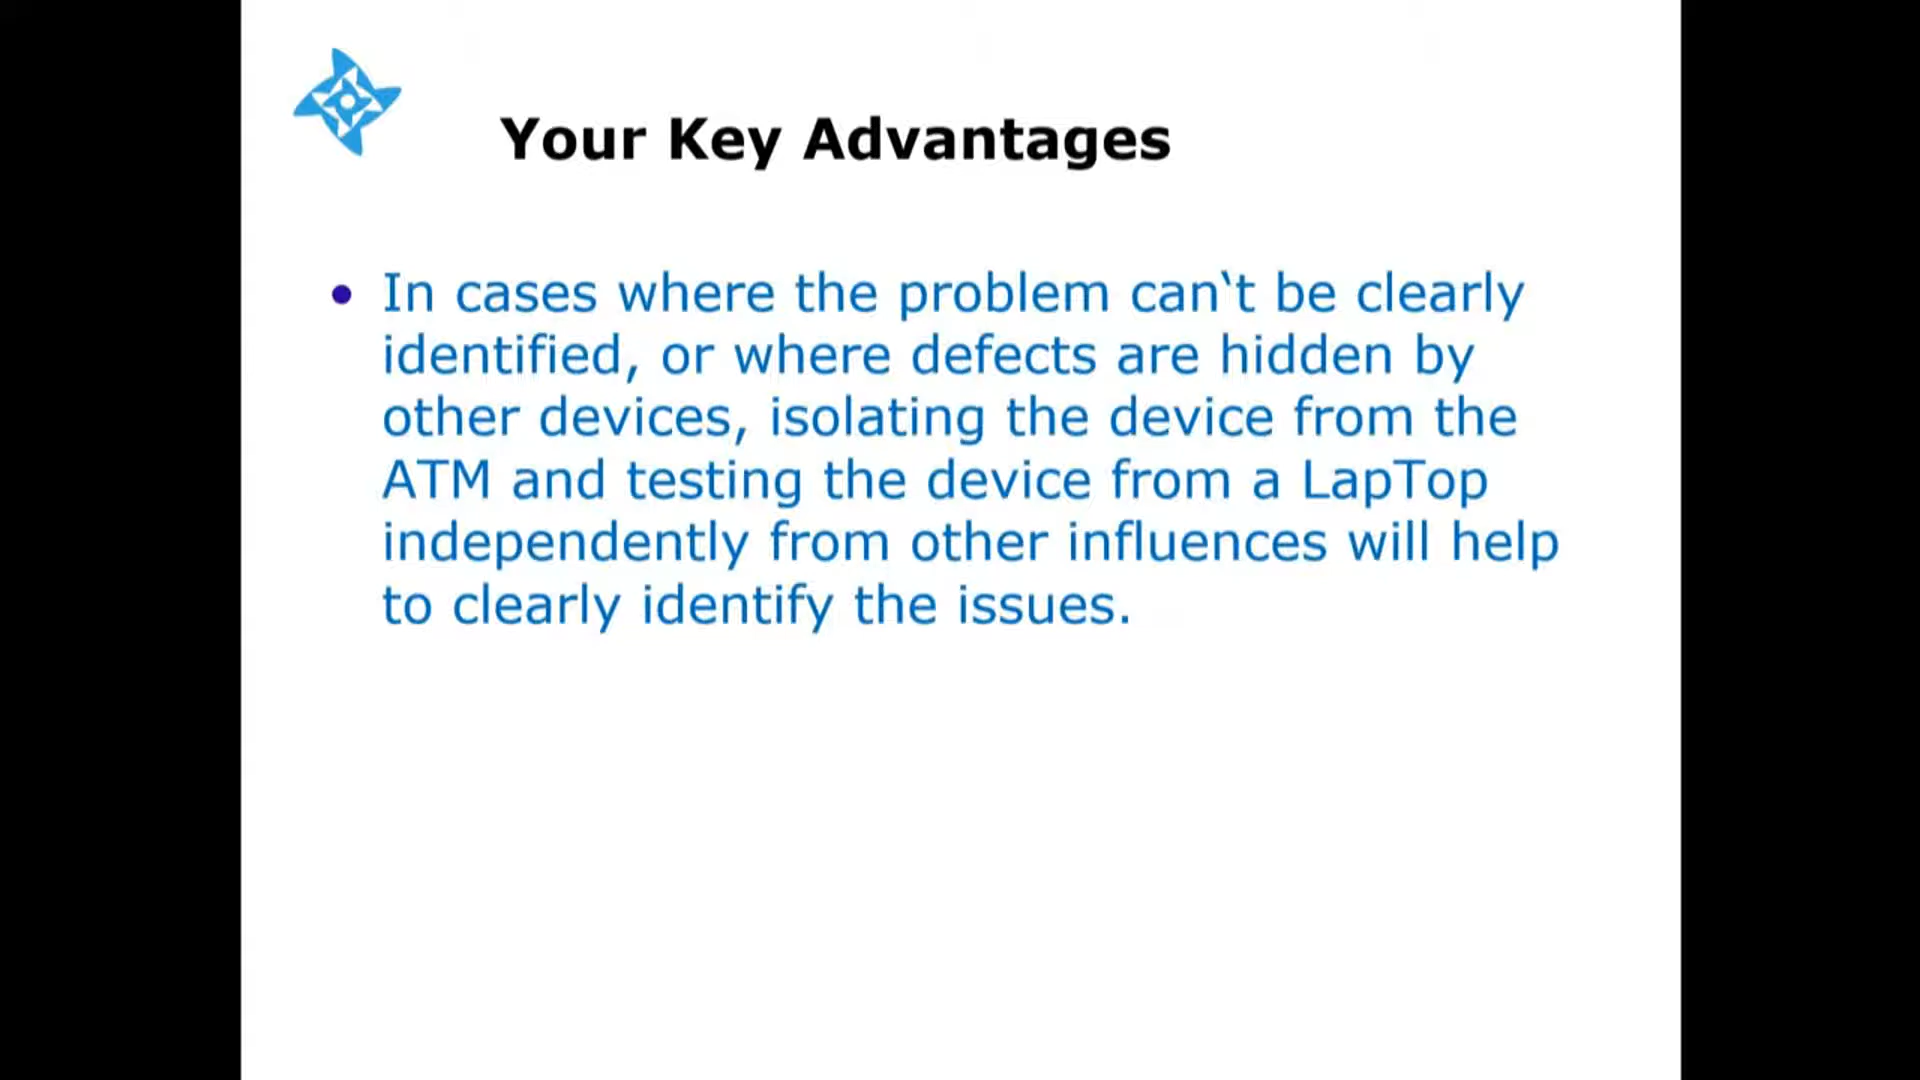 Your Key Advantages
• In cases where the problem can‘t be clearly
identified, or where defects are hidden by
other devices, isolating the device from the
ATM and testing the device from a LapTop
independently from other influences will help
to clearly identify the issues.